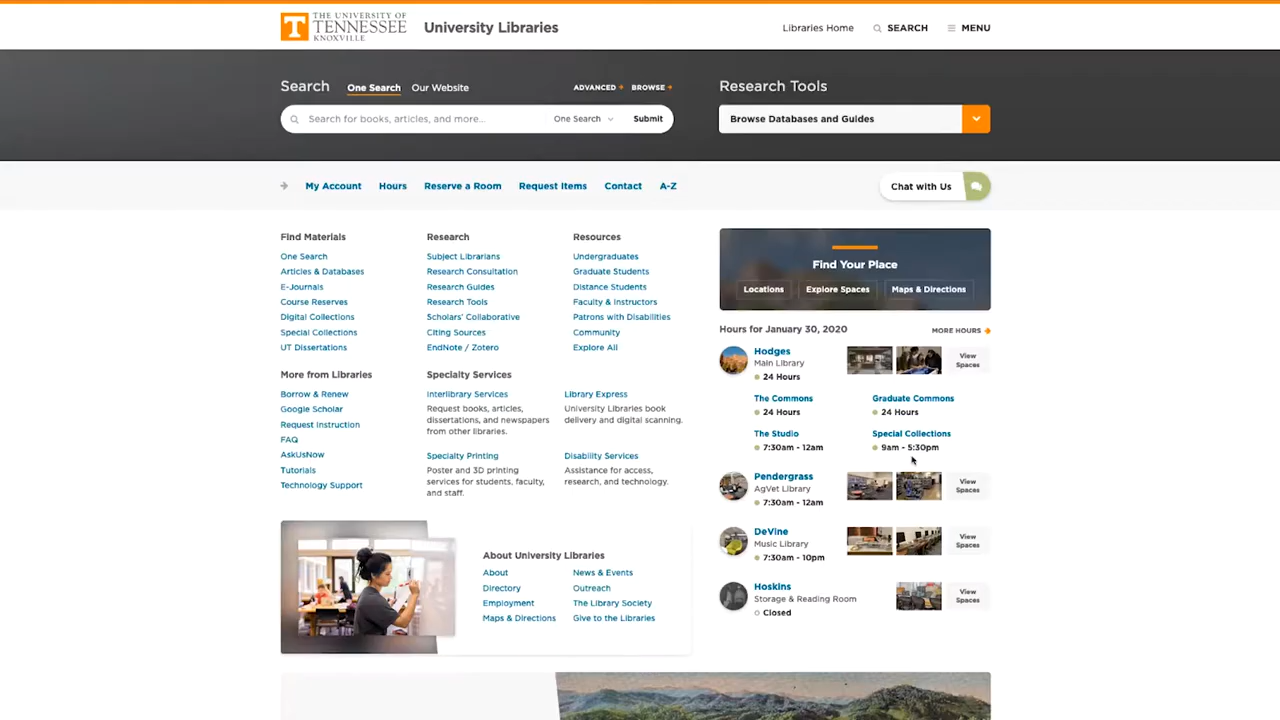 THE UNIVERSITY OF
TENNESSEE
KNOXVILLE
University Libraries
Libraries Home
SEARCH
MENU
Search
One Search
Our Website
ADVANCED
BROWSE
Search for books, articles, and more...
One Search
Submit
Research Tools
Browse Databases and Guides
My Account
Hours
Reserve a Room
Request Items
Contact
A-Z
Chat with Us
Find Materials
One Search
Articles & Databases
E-Journals
Course Reserves
Digital Collections
Special Collections
UT Dissertations
Research
Subject Librarians
Research Consultation
Research Guides
Research Tools
Scholars' Collaborative
Citing Sources
EndNote / Zotero
Resources
Undergraduates
Graduate Students
Distance Students
Faculty & Instructors
Patrons with Disabilities
Community
Explore All
More from Libraries
Borrow & Renew
Google Scholar
Request Instruction
FAQ
AskUsNow
Tutorials
Technology Support
Specialty Services
Interlibrary Services
Request books, articles,
dissertations, and newspapers
from other libraries.
Library Express
University Libraries book
delivery and digital scanning.
Specialty Printing
Poster and 3D printing
services for students, faculty,
and staff.
Disability Services
Assistance for access,
research, and technology.
About University Libraries
About
Directory
Employment
Maps & Directions
News & Events
Outreach
The Library Society
Give to the Libraries
Find Your Place
Locations
Explore Spaces
Maps & Directions
Hours for January 30, 2020
MORE HOURS
Hodges
Main Library
24 Hours
View
Spaces
The Commons
24 Hours
Graduate Commons
24 Hours
The Studio
7:30am - 12am
Special Collections
9am - 5:30pm
Pendergrass
AgVet Library
7:30am - 12am
View
Spaces
DeVine
Music Library
7:30am - 10pm
View
Spaces
Hoskins
Storage & Reading Room
Closed
View
Spaces